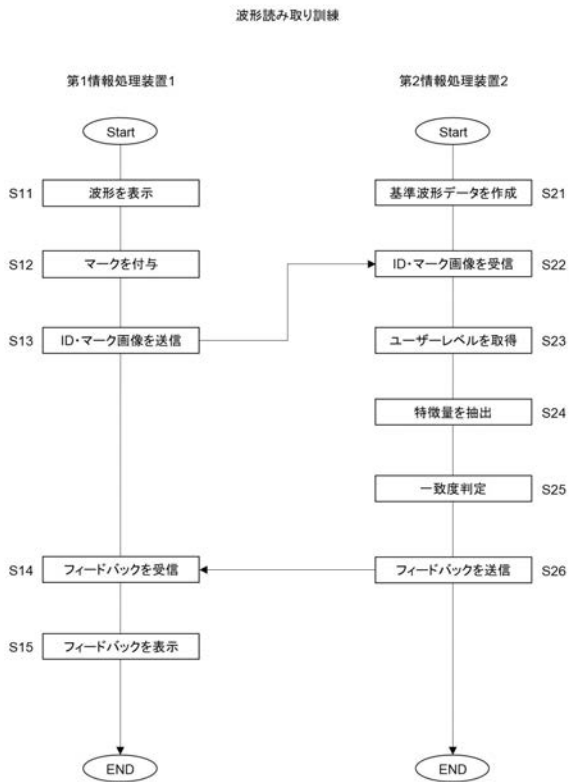 波形読み取り訓練
第1情報処理装置1
第2情報処理装置2
Start
Start
S11
波形を表示
基準波形データを作成
S21
S12
マークを付与
ID・マーク画像を受信
S22
S13
ID・マーク画像を送信
ユーザーレベルを取得
S23
特徴量を抽出
S24
一致度判定
S25
S14
フィードバックを受信
フィードバックを送信
S26
S15
フィードバックを表示
END
END